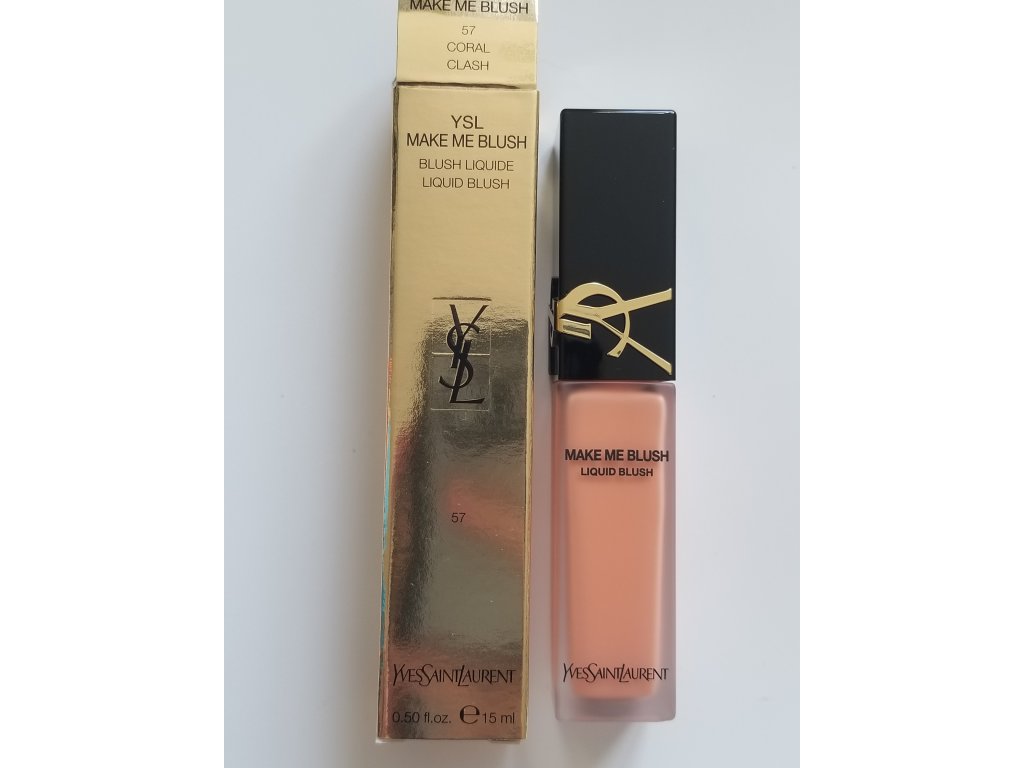 MAKE ME BLUSH
57
CORAL
CLASH
YSL
MAKE ME BLUSH
BLUSH LIQUIDE
LIQUID BLUSH
YSL
57
YVESSAINTLAURENT
0.50 fl.oz. ℮ 15 ml
YSL
MAKE ME BLUSH
LIQUID BLUSH
YVESSAINTLAURENT